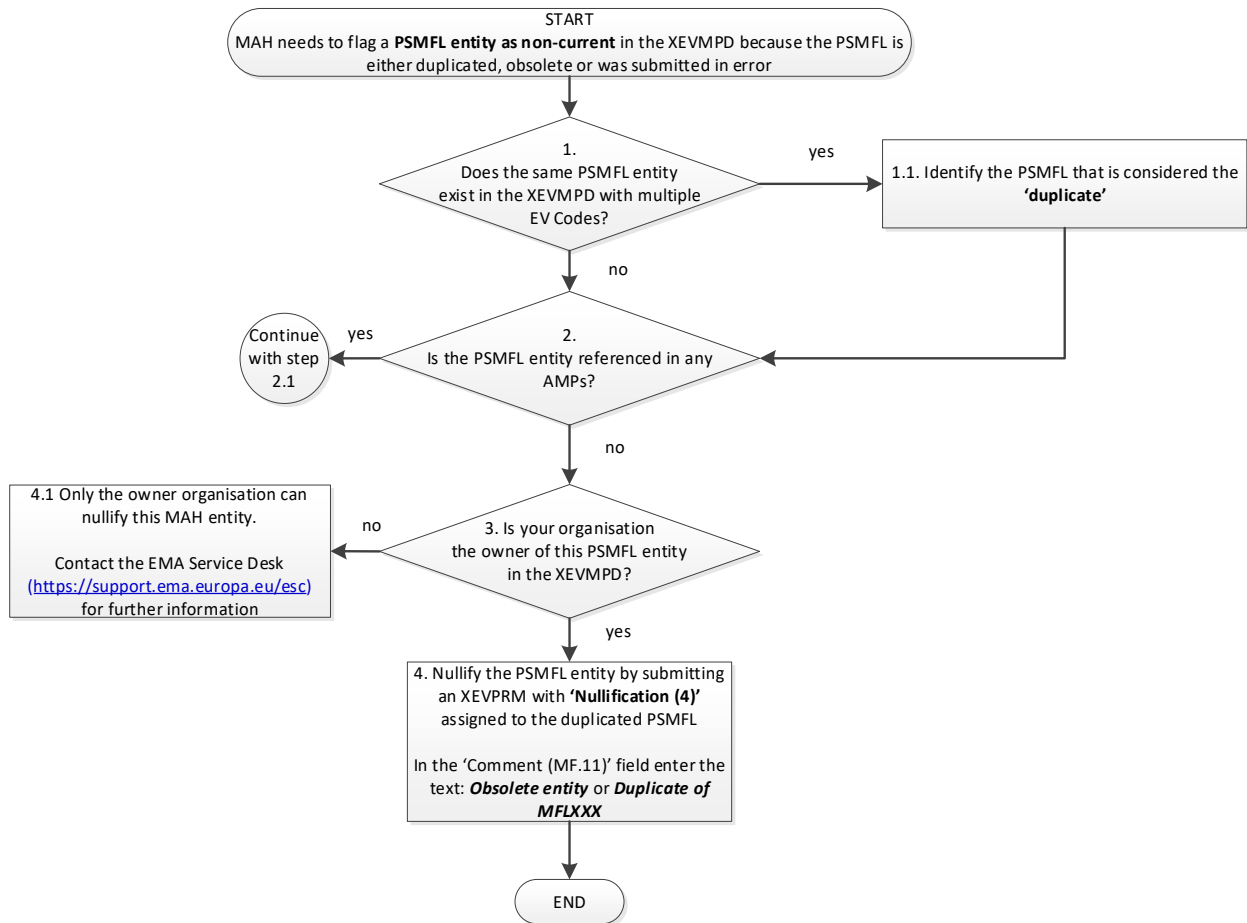 START
MAH needs to flag a PSMFL entity as non-current in the XEVMPD because the PSMFL is
either duplicated, obsolete or was submitted in error
1.
Does the same PSMFL entity
exist in the XEVMPD with multiple
EV Codes?
yes
1.1. Identify the PSMFL that is considered the
‘duplicate’
no
2.
Is the PSMFL entity referenced in any
AMPs?
yes
Continue
with step
2.1
no
3. Is your organisation
the owner of this PSMFL entity
in the XEVMPD?
no
4.1 Only the owner organisation can
nullify this MAH entity.
Contact the EMA Service Desk
(https://support.ema.europa.eu/esc)
for further information
yes
4. Nullify the PSMFL entity by submitting
an XEVPRM with ‘Nullification (4)’
assigned to the duplicated PSMFL
In the ‘Comment (MF.11)’ field enter the
text: Obsolete entity or Duplicate of
MFLXXX
END